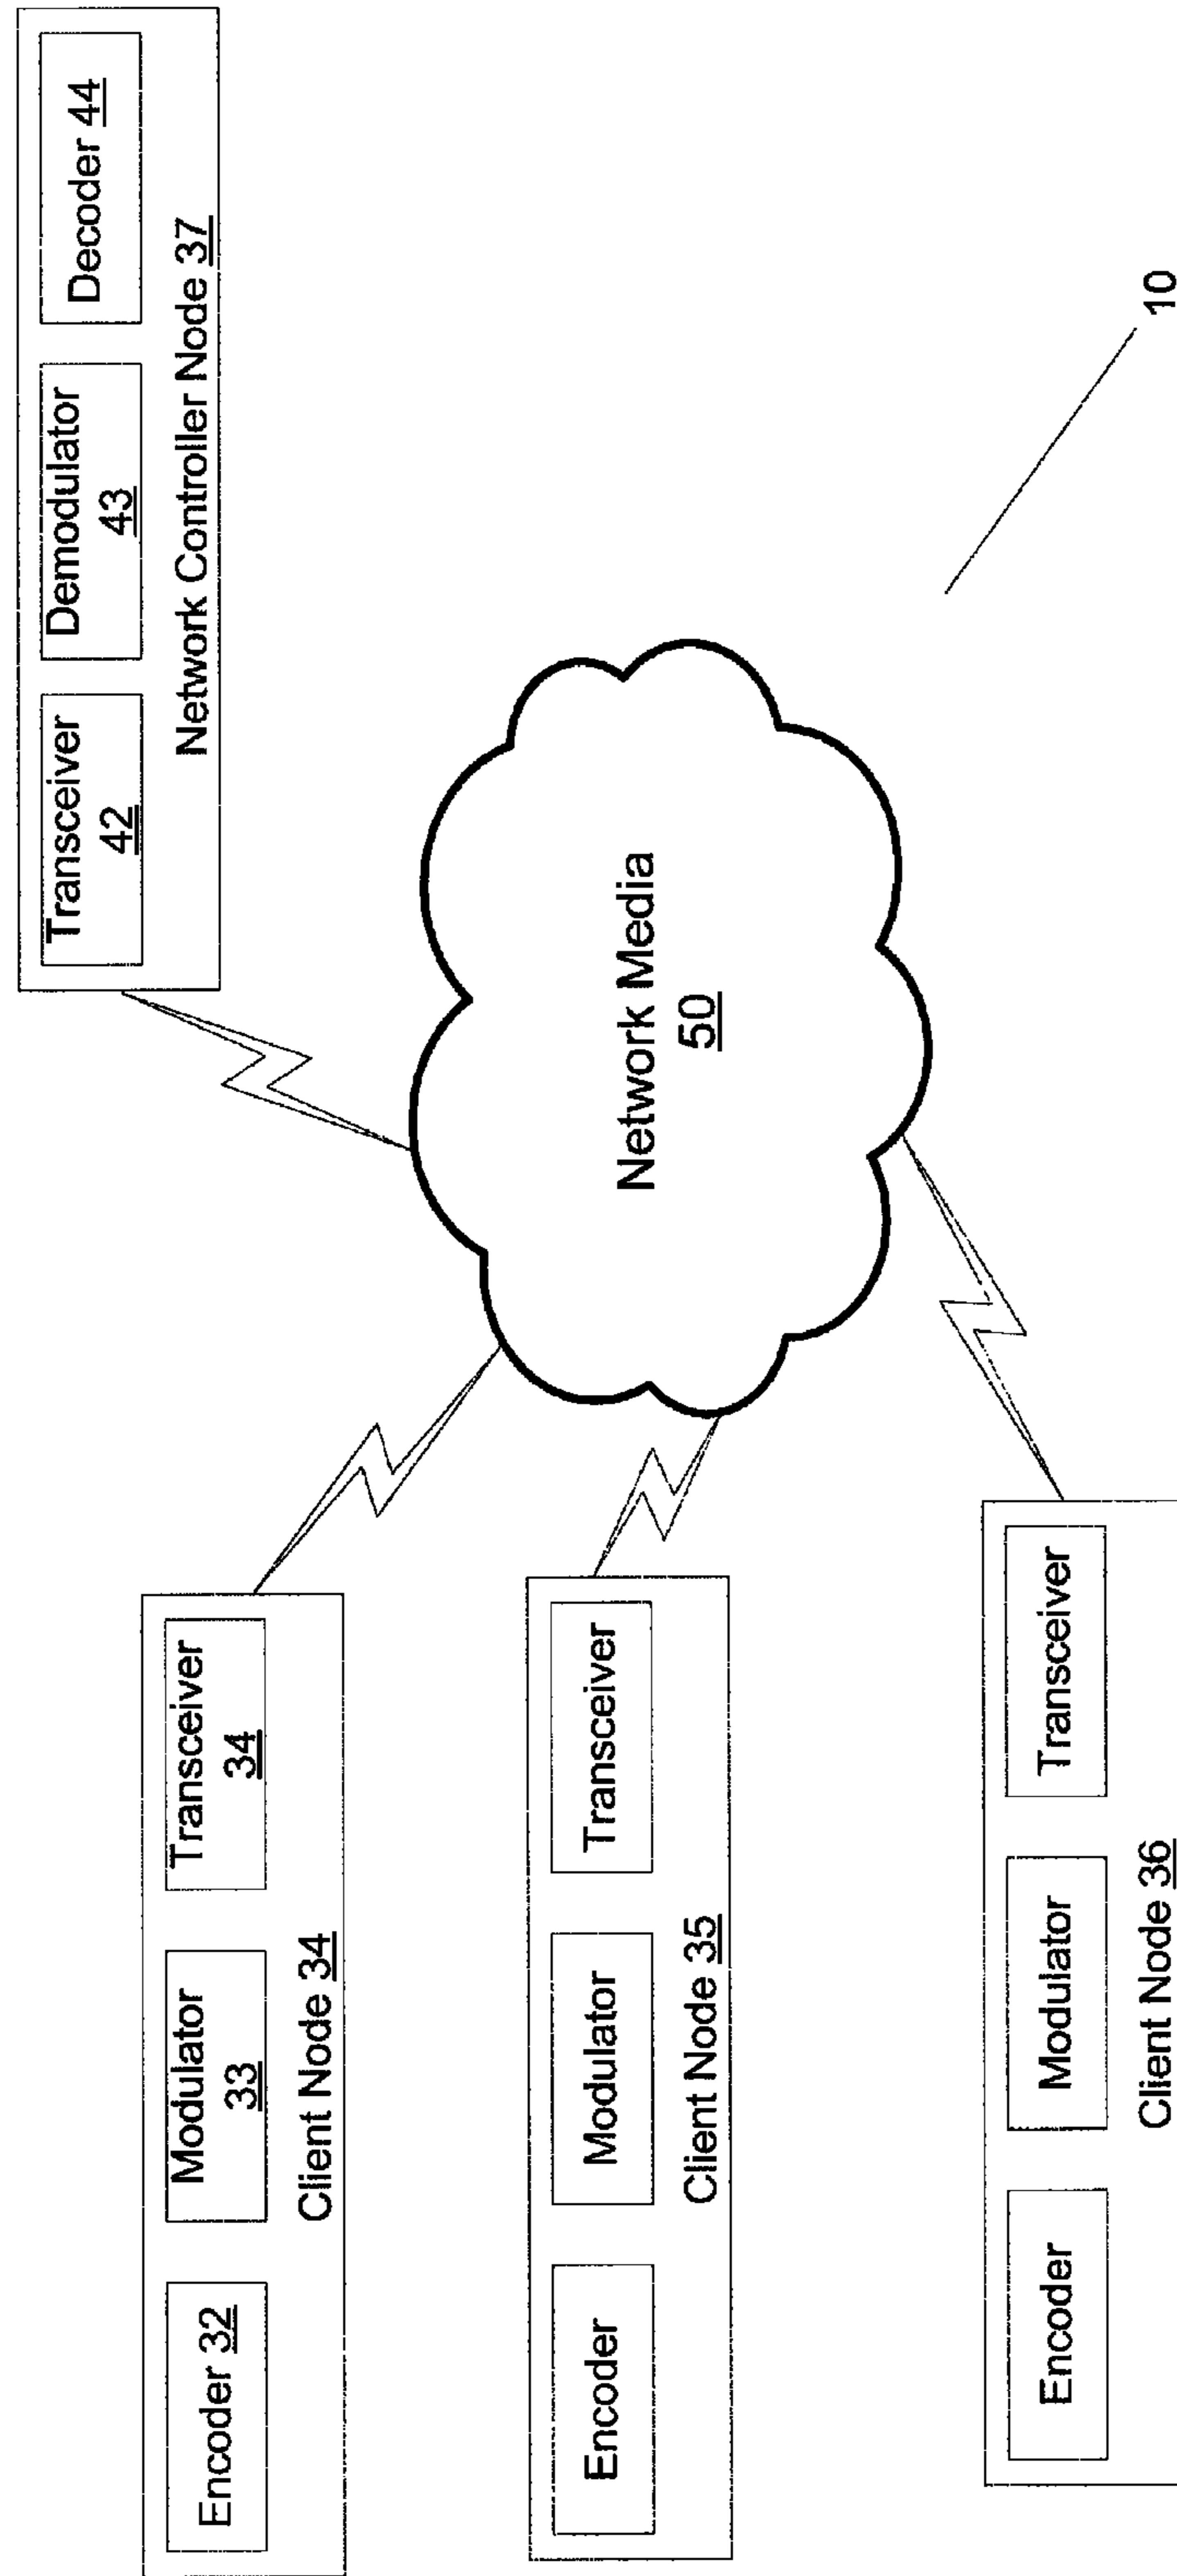 Transceiver
42
Demodulator
43
Decoder 44
Network Controller Node 37
Encoder 32
Modulator
33
Transceiver
34
Client Node 34
Network Media
50
Encoder
Modulator
Transceiver
Client Node 35
Encoder
Modulator
Transceiver
Client Node 36
10